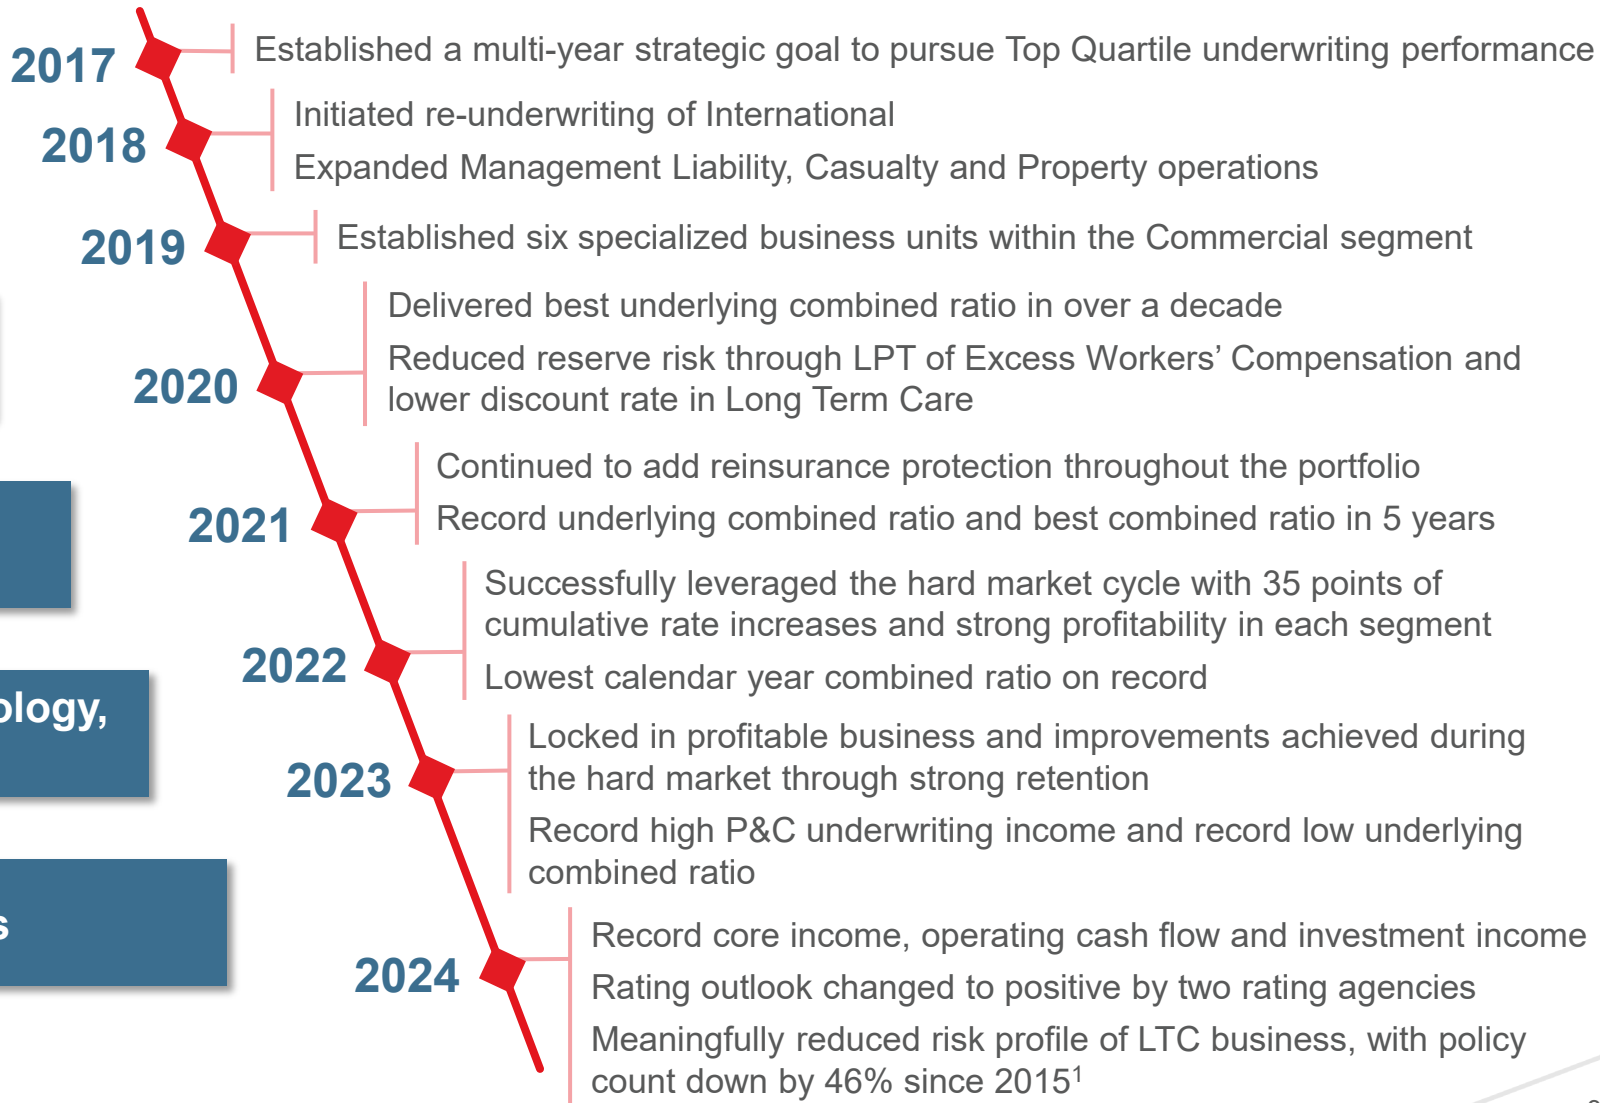 2017
Established a multi-year strategic goal to pursue Top Quartile underwriting performance
2018
Initiated re-underwriting of International
Expanded Management Liability, Casualty and Property operations
2019
Established six specialized business units within the Commercial segment
2020
Delivered best underlying combined ratio in over a decade
Reduced reserve risk through LPT of Excess Workers’ Compensation and
lower discount rate in Long Term Care
2021
Continued to add reinsurance protection throughout the portfolio
Record underlying combined ratio and best combined ratio in 5 years
2022
Successfully leveraged the hard market cycle with 35 points of
cumulative rate increases and strong profitability in each segment
Lowest calendar year combined ratio on record
ology,
2023
Locked in profitable business and improvements achieved during
the hard market through strong retention
Record high P&C underwriting income and record low underlying
combined ratio
s
2024
Record core income, operating cash flow and investment income
Rating outlook changed to positive by two rating agencies
Meaningfully reduced risk profile of LTC business, with policy
count down by 46% since 2015¹